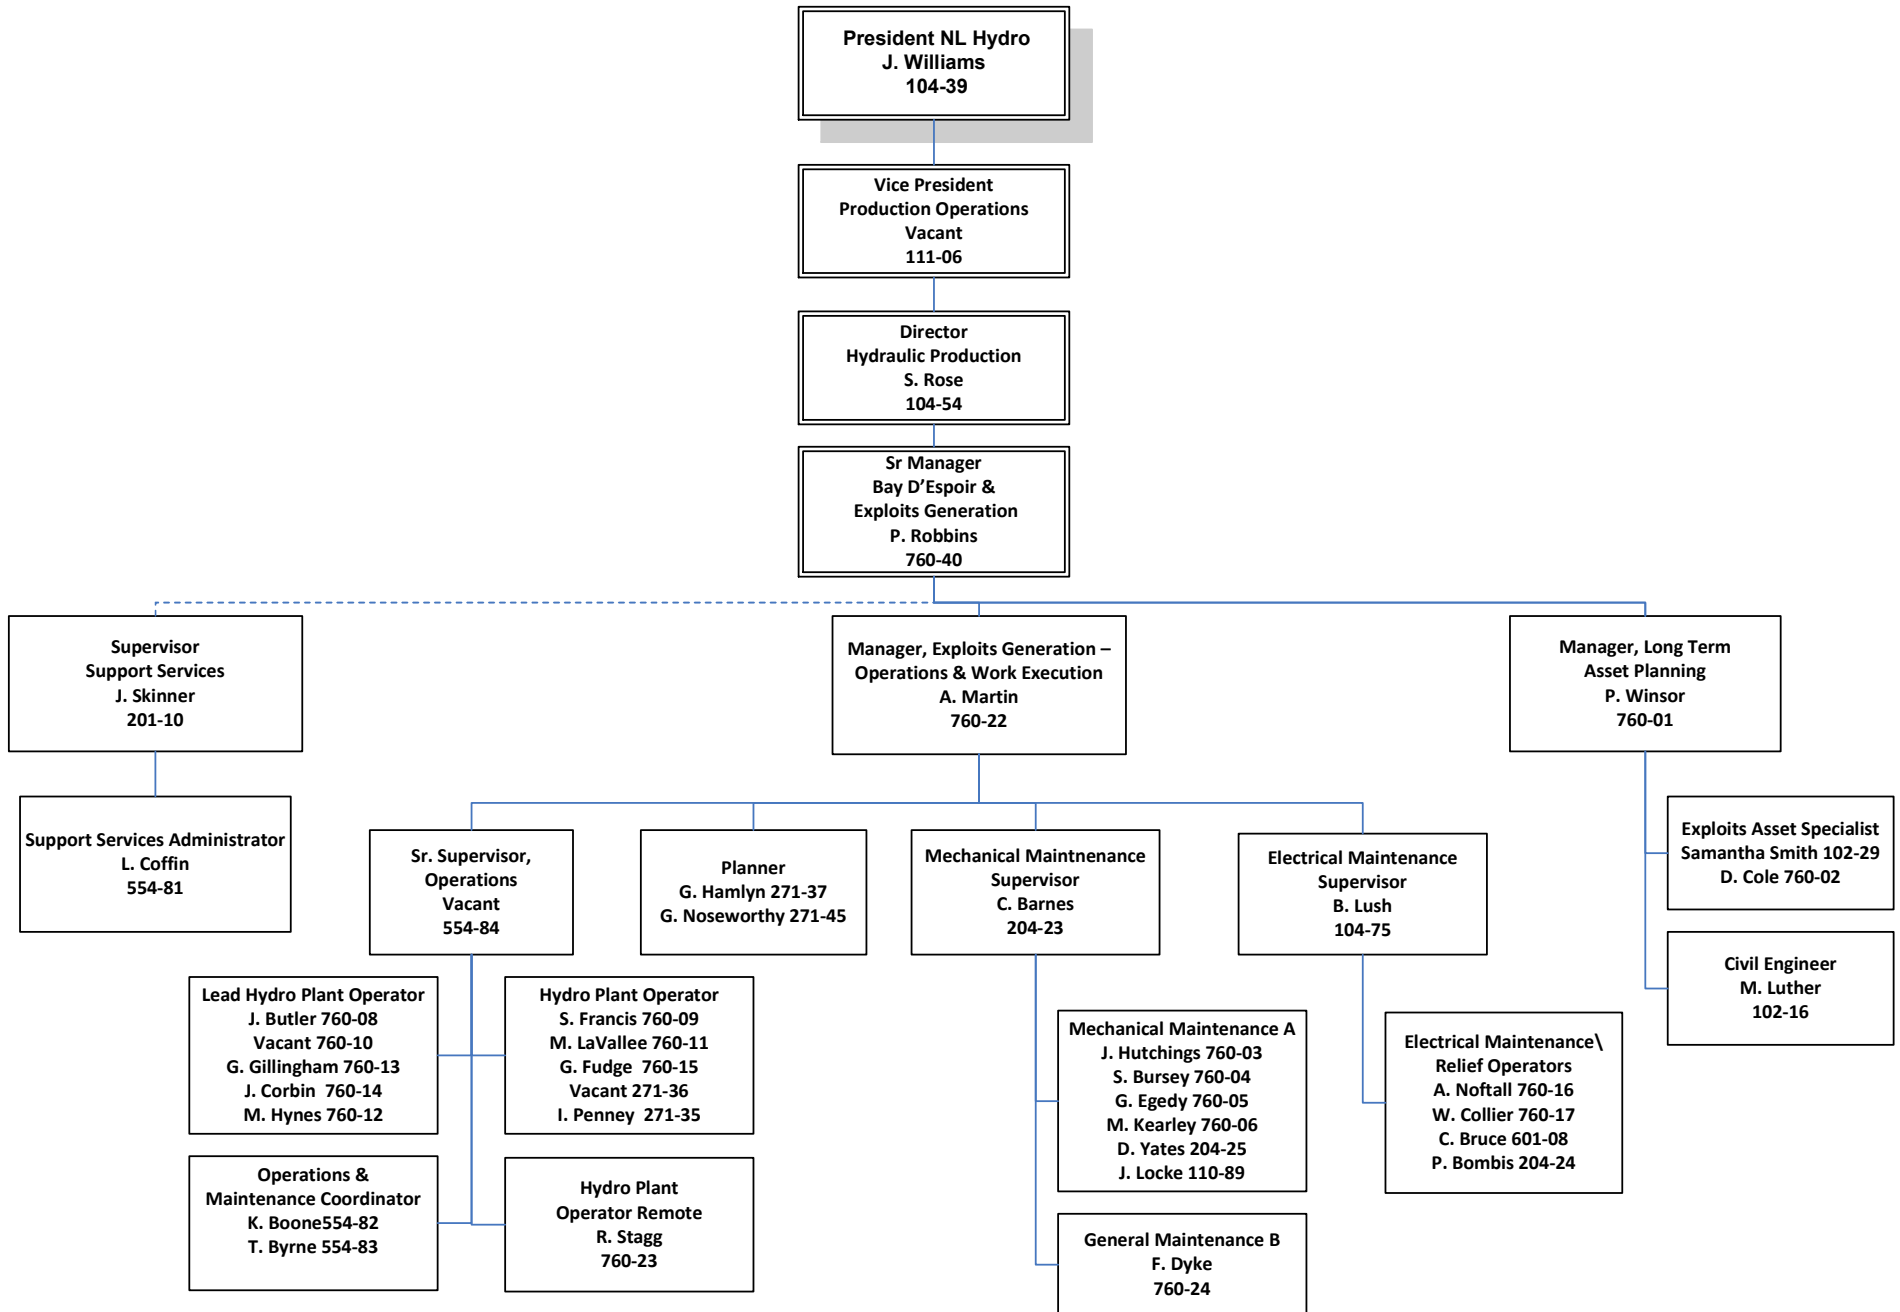 President NL Hydro
J. Williams
104-39
Vice President
Production Operations
Vacant
111-06
Director
Hydraulic Production
S. Rose
104-54
Sr Manager
Bay D’Espoir &
Exploits Generation
P. Robbins
760-40
Supervisor
Support Services
J. Skinner
201-10
Manager, Exploits Generation –
Operations & Work Execution
A. Martin
760-22
Manager, Long Term
Asset Planning
P. Winsor
760-01
Support Services Administrator
L. Coffin
554-81
Sr. Supervisor,
Operations
Vacant
554-84
Planner
G. Hamlyn 271-37
G. Noseworthy 271-45
Mechanical Maintnenance
Supervisor
C. Barnes
204-23
Electrical Maintenance
Supervisor
B. Lush
104-75
Exploits Asset Specialist
Samantha Smith 102-29
D. Cole 760-02
Civil Engineer
M. Luther
102-16
Lead Hydro Plant Operator
J. Butler 760-08
Vacant 760-10
G. Gillingham 760-13
J. Corbin 760-14
M. Hynes 760-12
Hydro Plant Operator
S. Francis 760-09
M. LaVallee 760-11
G. Fudge 760-15
Vacant 271-36
I. Penney 271-35
Mechanical Maintenance A
J. Hutchings 760-03
S. Bursey 760-04
G. Egedy 760-05
M. Kearley 760-06
D. Yates 204-25
J. Locke 110-89
Electrical Maintenance\
Relief Operators
A. Noftall 760-16
W. Collier 760-17
C. Bruce 601-08
P. Bombis 204-24
Operations &
Maintenance Coordinator
K. Boone554-82
T. Byrne 554-83
Hydro Plant
Operator Remote
R. Stagg
760-23
General Maintenance B
F. Dyke
760-24